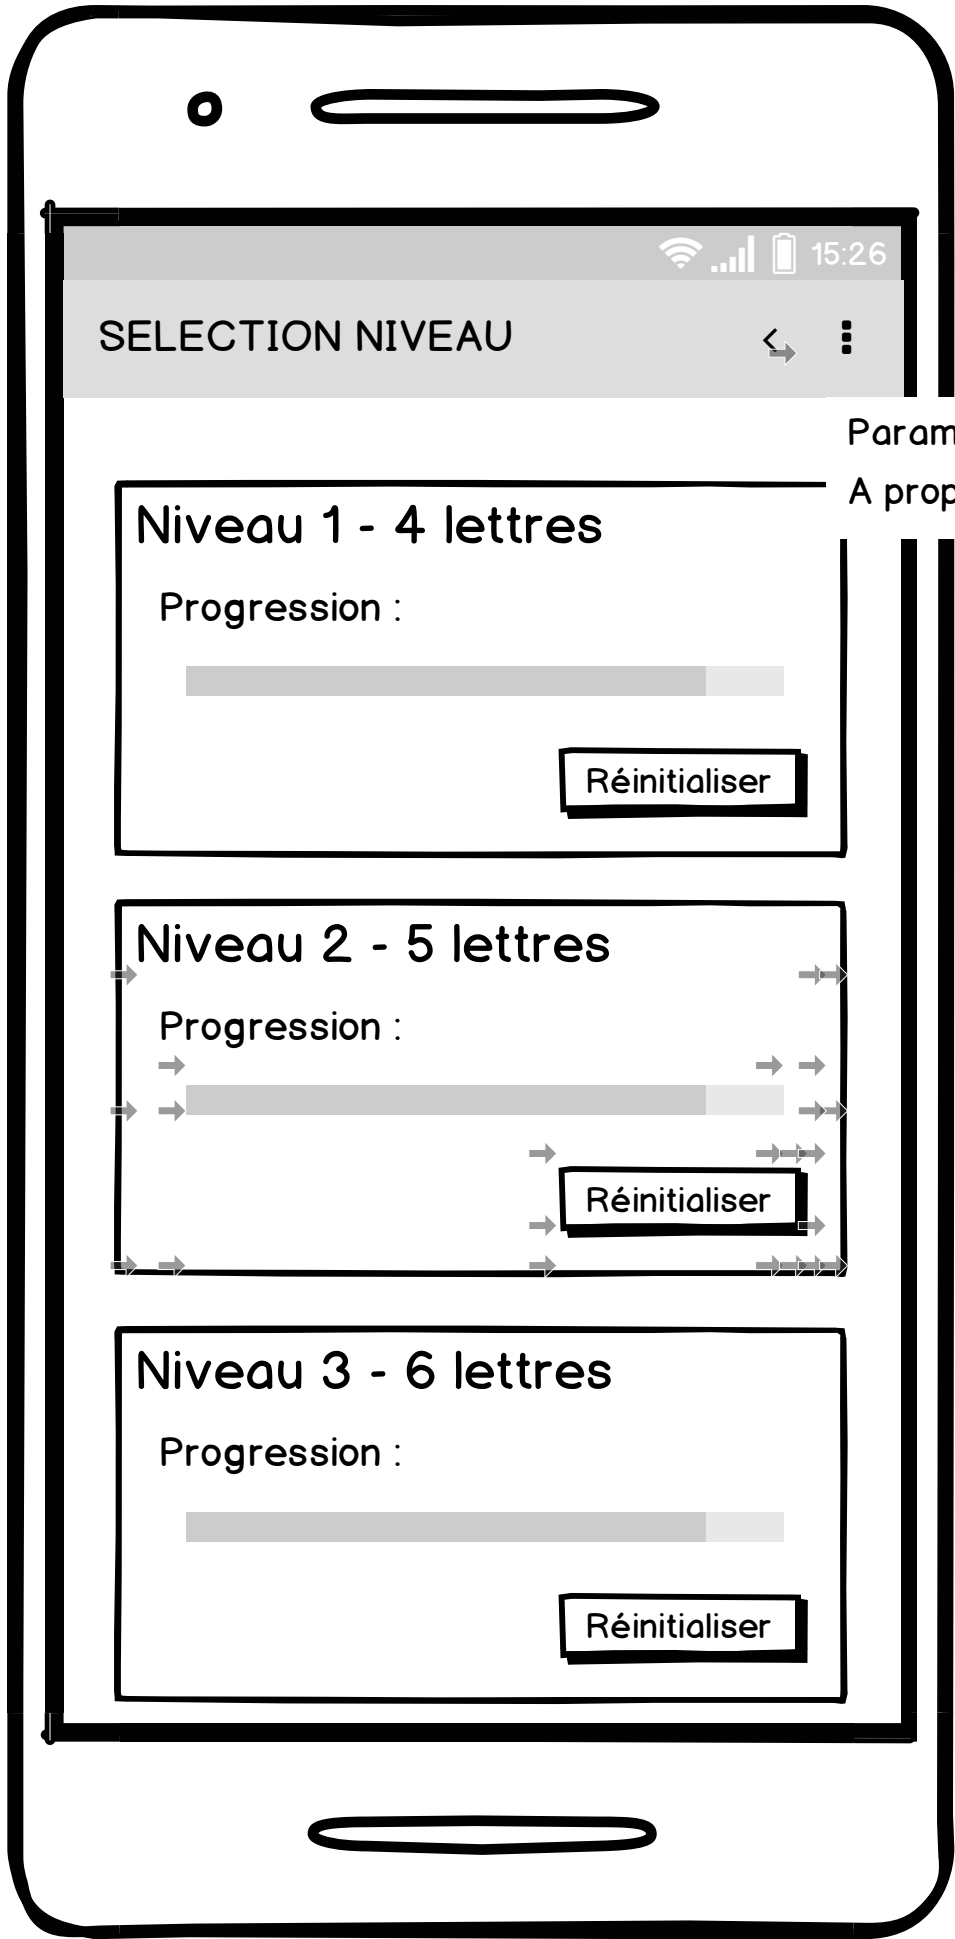 15:26
SELECTION NIVEAU
Param
A prop
Niveau 1 - 4 lettres
Progression :
Réinitialiser
Niveau 2 - 5 lettres
Progression :
Réinitialiser
Niveau 3 - 6 lettres
Progression :
Réinitialiser